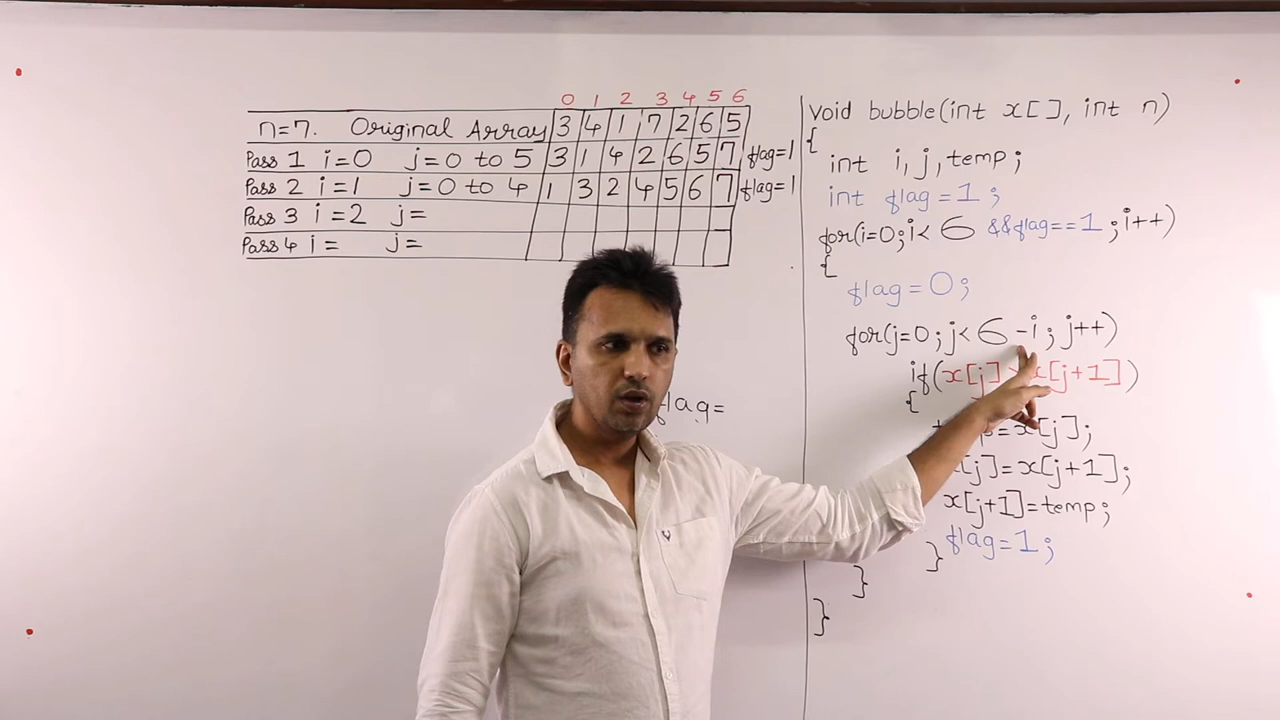 0 1 2 3 4 5 6
n=7. Original Array 3 4 1 7 2 6 5
Pass 1 i=0 j=0 to 5 3 1 4 2 6 5 7 flag=1
Pass 2 i=1 j=0 to 4 1 3 2 4 5 6 7 flag=1
Pass 3 i=2 j=
Pass 4 i= j=
flag=
Void bubble(int x[], int n)
{
int i, j, temp;
int flag=1;
for(i=0; i< 6 &&flag==1; i++)
{
flag=0;
for(j=0; j< 6 -i; j++)
if(x[j] x[j+1])
{
=x[j];
[j]=x[j+1];
x[j+1]=temp;
flag=1;
}
}
}